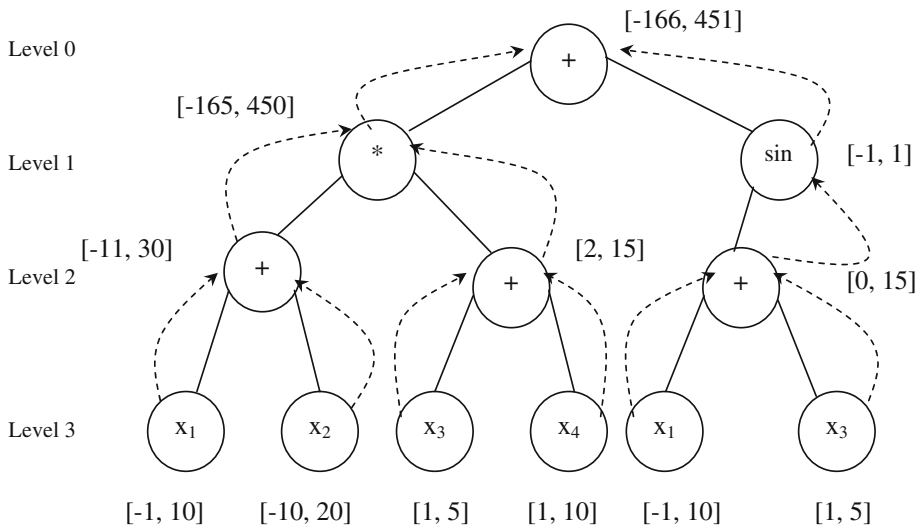 [-166, 451]
Level 0
+
[-165, 450]
Level 1
*
sin
[-1, 1]
[-11, 30]
[2, 15]
Level 2
+
+
+
[0, 15]
Level 3
x1
x2
x3
x4
x1
x3
[-1, 10]
[-10, 20]
[1, 5]
[1, 10]
[-1, 10]
[1, 5]